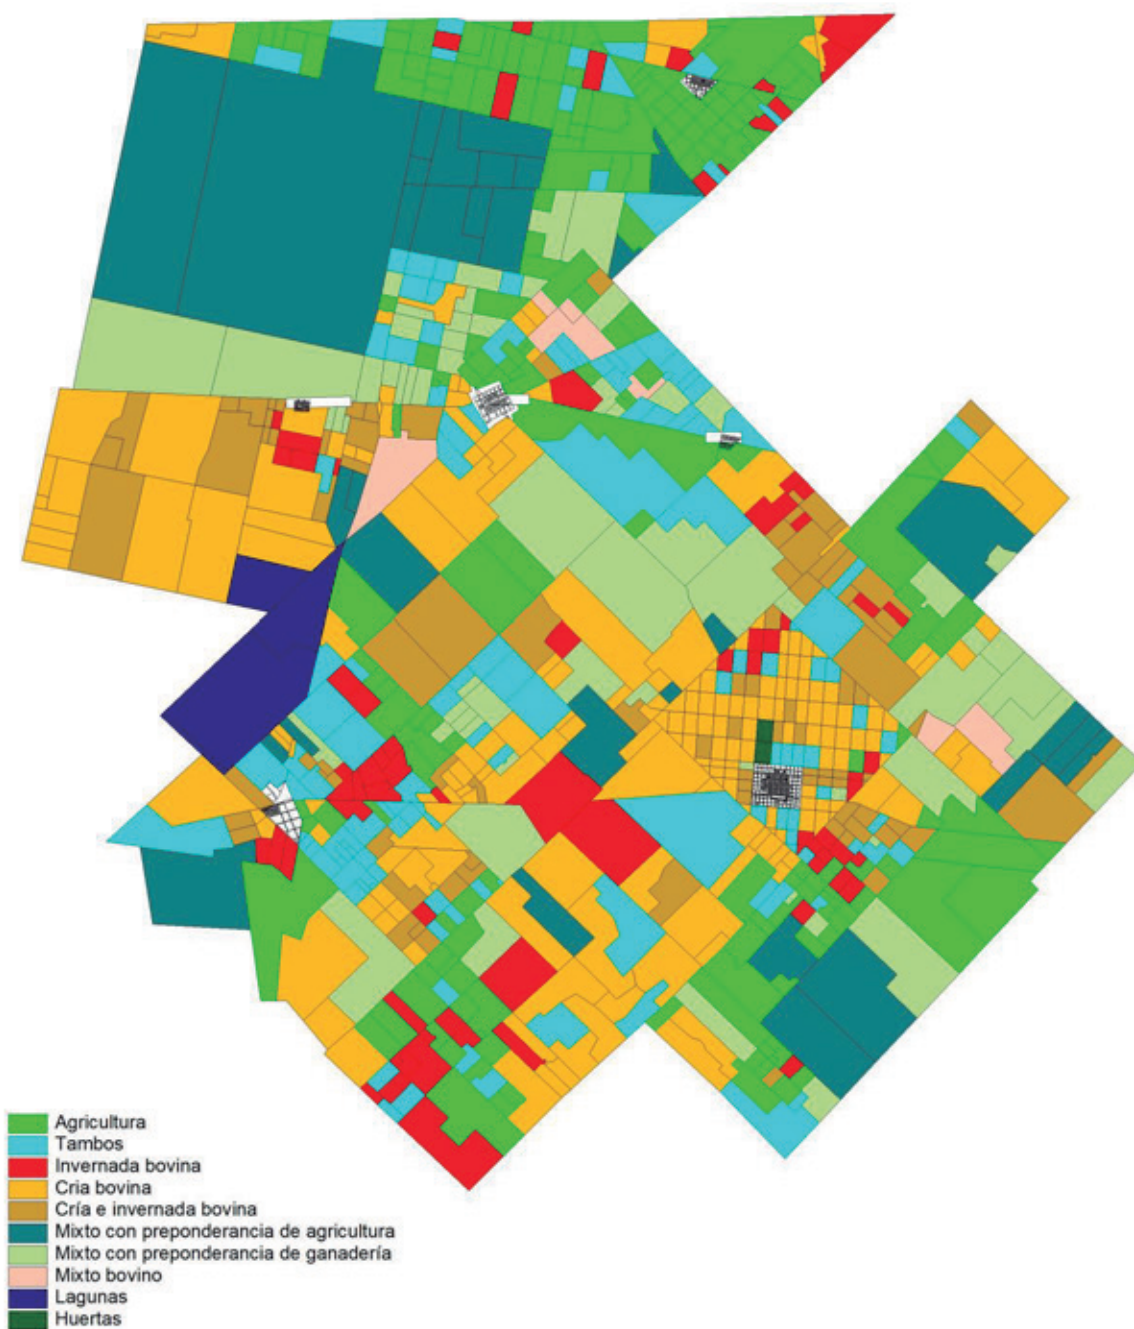 Agricultura
Tambos
Invernada bovina
Cria bovina
Cría e invernada bovina
Mixto con preponderancia de agricultura
Mixto con preponderancia de ganadería
Mixto bovino
Lagunas
Huertas